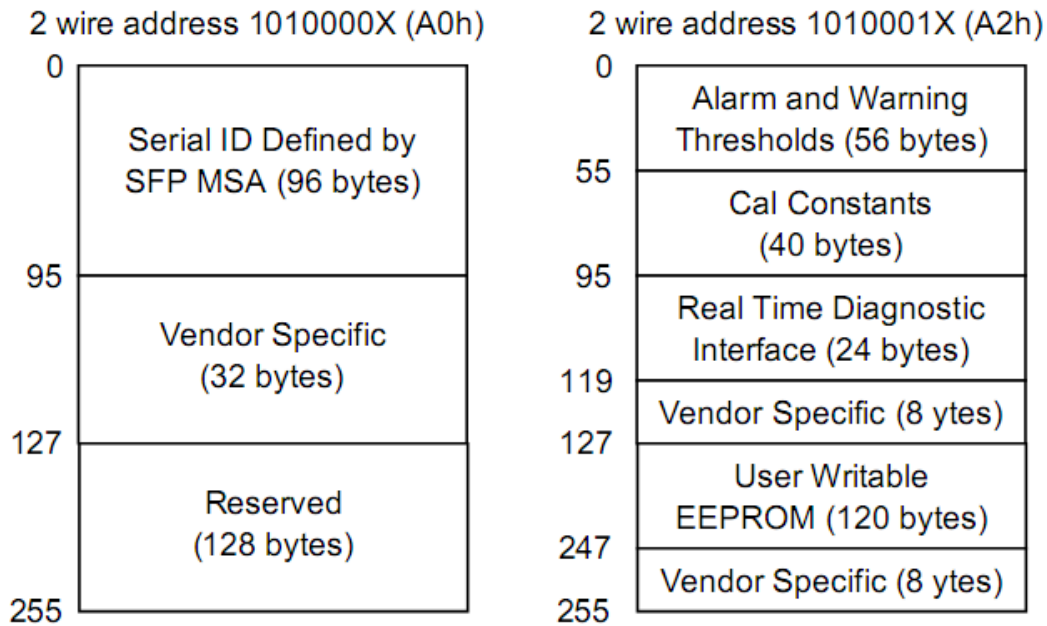 2 wire address 1010000X (A0h)
0
Serial ID Defined by
SFP MSA (96 bytes)
95
Vendor Specific
(32 bytes)
127
Reserved
(128 bytes)
255
2 wire address 1010001X (A2h)
0
Alarm and Warning
Thresholds (56 bytes)
55
Cal Constants
(40 bytes)
95
Real Time Diagnostic
Interface (24 bytes)
119
Vendor Specific (8 ytes)
127
User Writable
EEPROM (120 bytes)
247
Vendor Specific (8 ytes)
255